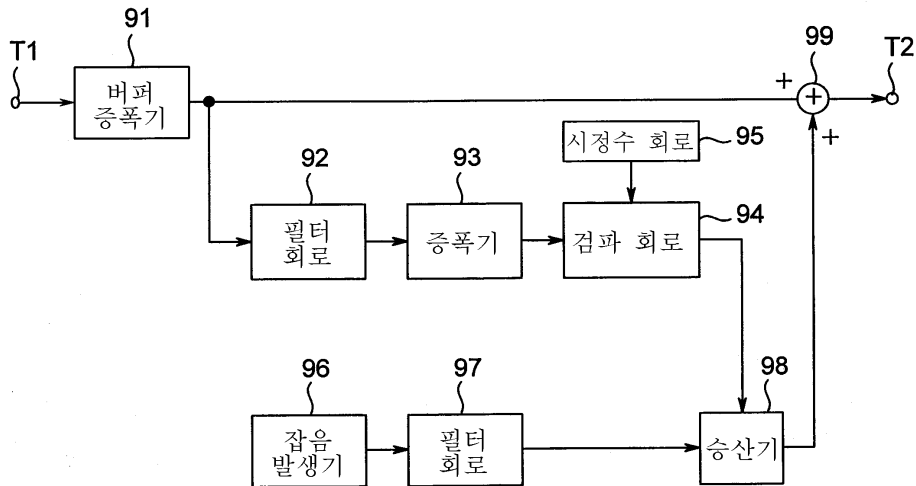 91
T1
버퍼
증폭기
99
T2
+
+
+
시정수 회로
95
92
필터
회로
93
증폭기
94
검파 회로
96
잡음
발생기
97
필터
회로
98
승산기